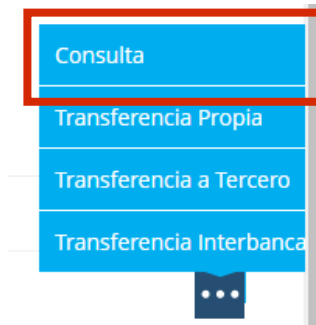 Consulta
Transferencia Propia
Transferencia a Tercero
Transferencia Interbanca